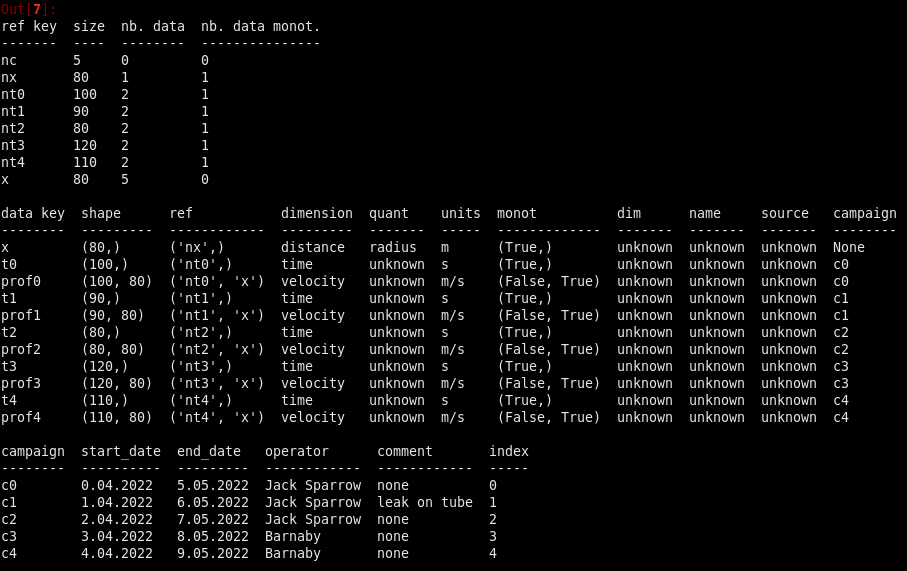 Out[7]:
ref key  size  nb. data  nb. data monot.
-------  ----  --------  ---------------
nc       5     0         0
nx       80    1         1
nt0      100   2         1
nt1      90    2         1
nt2      80    2         1
nt3      120   2         1
nt4      110   2         1
x        80    5         0

data key  shape      ref           dimension  quant    units  monot          dim      name     source   campaign
--------  ---------  ------------  ---------  -------  -----  -------------  -------  -------  -------  --------
x         (80,)      ('nx',)       distance   radius   m      (True,)        unknown  unknown  unknown  None
t0        (100,)     ('nt0',)      time       unknown  s      (True,)        unknown  unknown  unknown  c0
prof0     (100, 80)  ('nt0', 'x')  velocity   unknown  m/s    (False, True)  unknown  unknown  unknown  c0
t1        (90,)      ('nt1',)      time       unknown  s      (True,)        unknown  unknown  unknown  c1
prof1     (90, 80)   ('nt1', 'x')  velocity   unknown  m/s    (False, True)  unknown  unknown  unknown  c1
t2        (80,)      ('nt2',)      time       unknown  s      (True,)        unknown  unknown  unknown  c2
prof2     (80, 80)   ('nt2', 'x')  velocity   unknown  m/s    (False, True)  unknown  unknown  unknown  c2
t3        (120,)     ('nt3',)      time       unknown  s      (True,)        unknown  unknown  unknown  c3
prof3     (120, 80)  ('nt3', 'x')  velocity   unknown  m/s    (False, True)  unknown  unknown  unknown  c3
t4        (110,)     ('nt4',)      time       unknown  s      (True,)        unknown  unknown  unknown  c4
prof4     (110, 80)  ('nt4', 'x')  velocity   unknown  m/s    (False, True)  unknown  unknown  unknown  c4

campaign  start_date  end_date   operator      comment       index
--------  ----------  ---------  ------------  ------------  -----
c0        0.04.2022   5.05.2022  Jack Sparrow  none          0
c1        1.04.2022   6.05.2022  Jack Sparrow  leak on tube  1
c2        2.04.2022   7.05.2022  Jack Sparrow  none          2
c3        3.04.2022   8.05.2022  Barnaby       none          3
c4        4.04.2022   9.05.2022  Barnaby       none          4